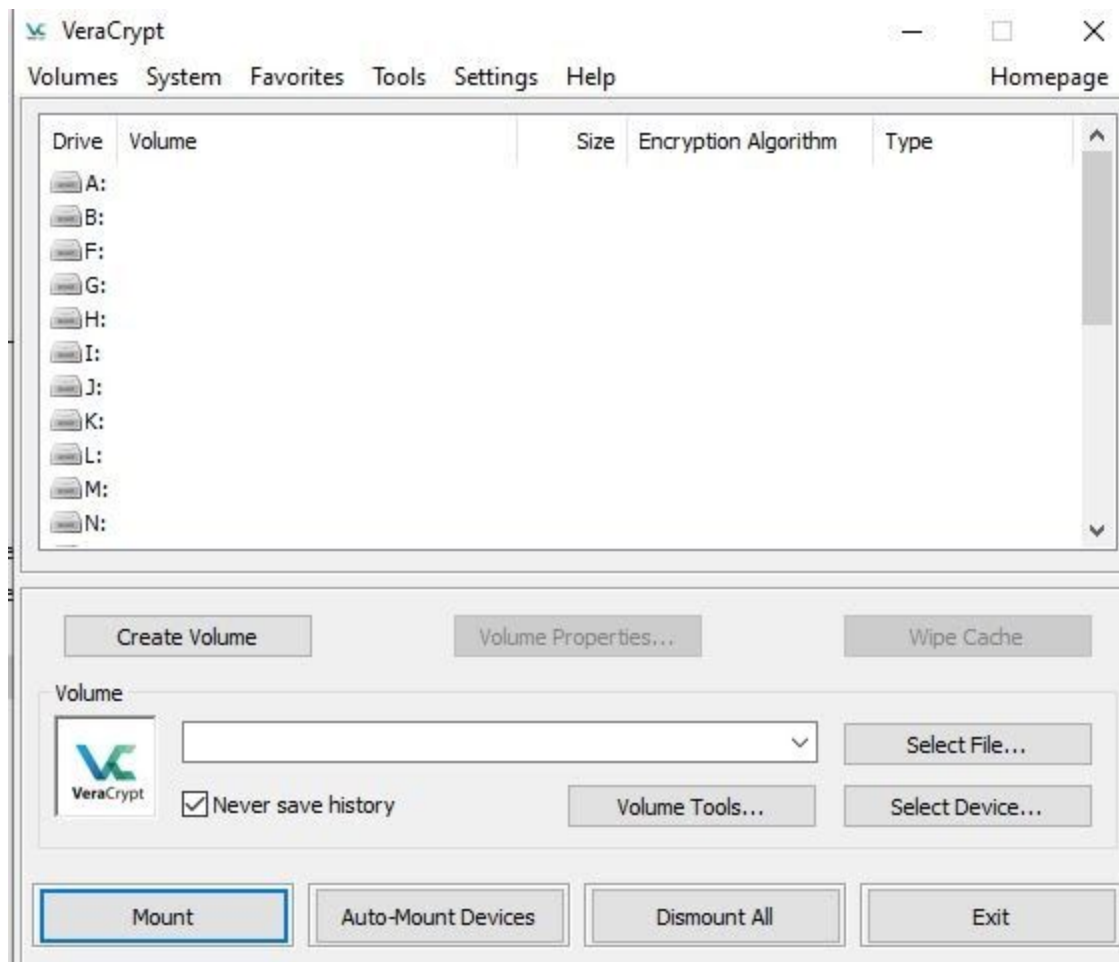 VeraCrypt
Volumes System Favorites Tools Settings Help Homepage
Drive Volume Size Encryption Algorithm Type
A:
B:
F:
G:
H:
I:
J:
K:
L:
M:
N:
Create Volume Volume Properties... Wipe Cache
Volume
Select File...
VeraCrypt
Never save history Volume Tools... Select Device...
Mount Auto-Mount Devices Dismount All Exit